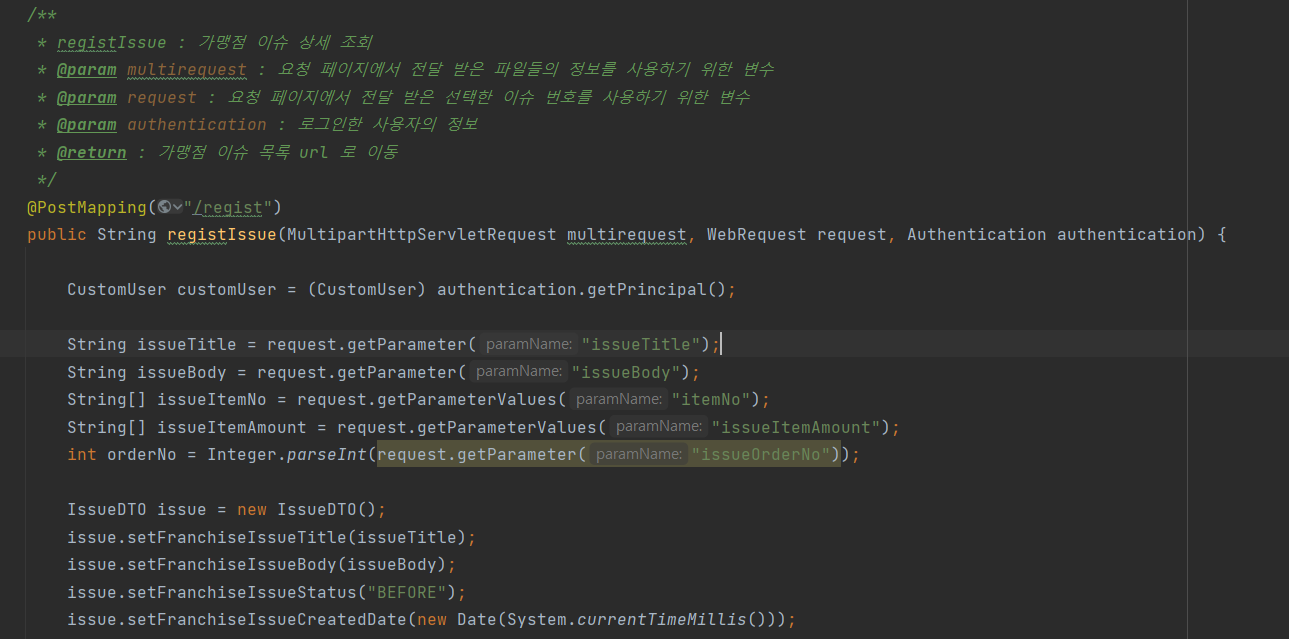 /**
* registIssue : 가맹점 이슈 상세 조회
* @param multirequest : 요청 페이지에서 전달 받은 파일들의 정보를 사용하기 위한 변수
* @param request : 요청 페이지에서 전달 받은 선택한 이슈 번호를 사용하기 위한 변수
* @param authentication : 로그인한 사용자의 정보
* @return : 가맹점 이슈 목록 url 로 이동
*/
@PostMapping("/regist")
public String registIssue(MultipartHttpServletRequest multirequest, WebRequest request, Authentication authentication) {
CustomUser customUser = (CustomUser) authentication.getPrincipal();
String issueTitle = request.getParameter( paramName: "issueTitle");
String issueBody = request.getParameter( paramName: "issueBody");
String[] issueItemNo = request.getParameterValues( paramName: "itemNo");
String[] issueItemAmount = request.getParameterValues( paramName: "issueItemAmount");
int orderNo = Integer.parseInt(request.getParameter( paramName: "issueOrderNo"));
IssueDTO issue = new IssueDTO();
issue.setFranchiseIssueTitle(issueTitle);
issue.setFranchiseIssueBody(issueBody);
issue.setFranchiseIssueStatus("BEFORE");
issue.setFranchiseIssueCreatedDate(new Date(System.currentTimeMillis()));